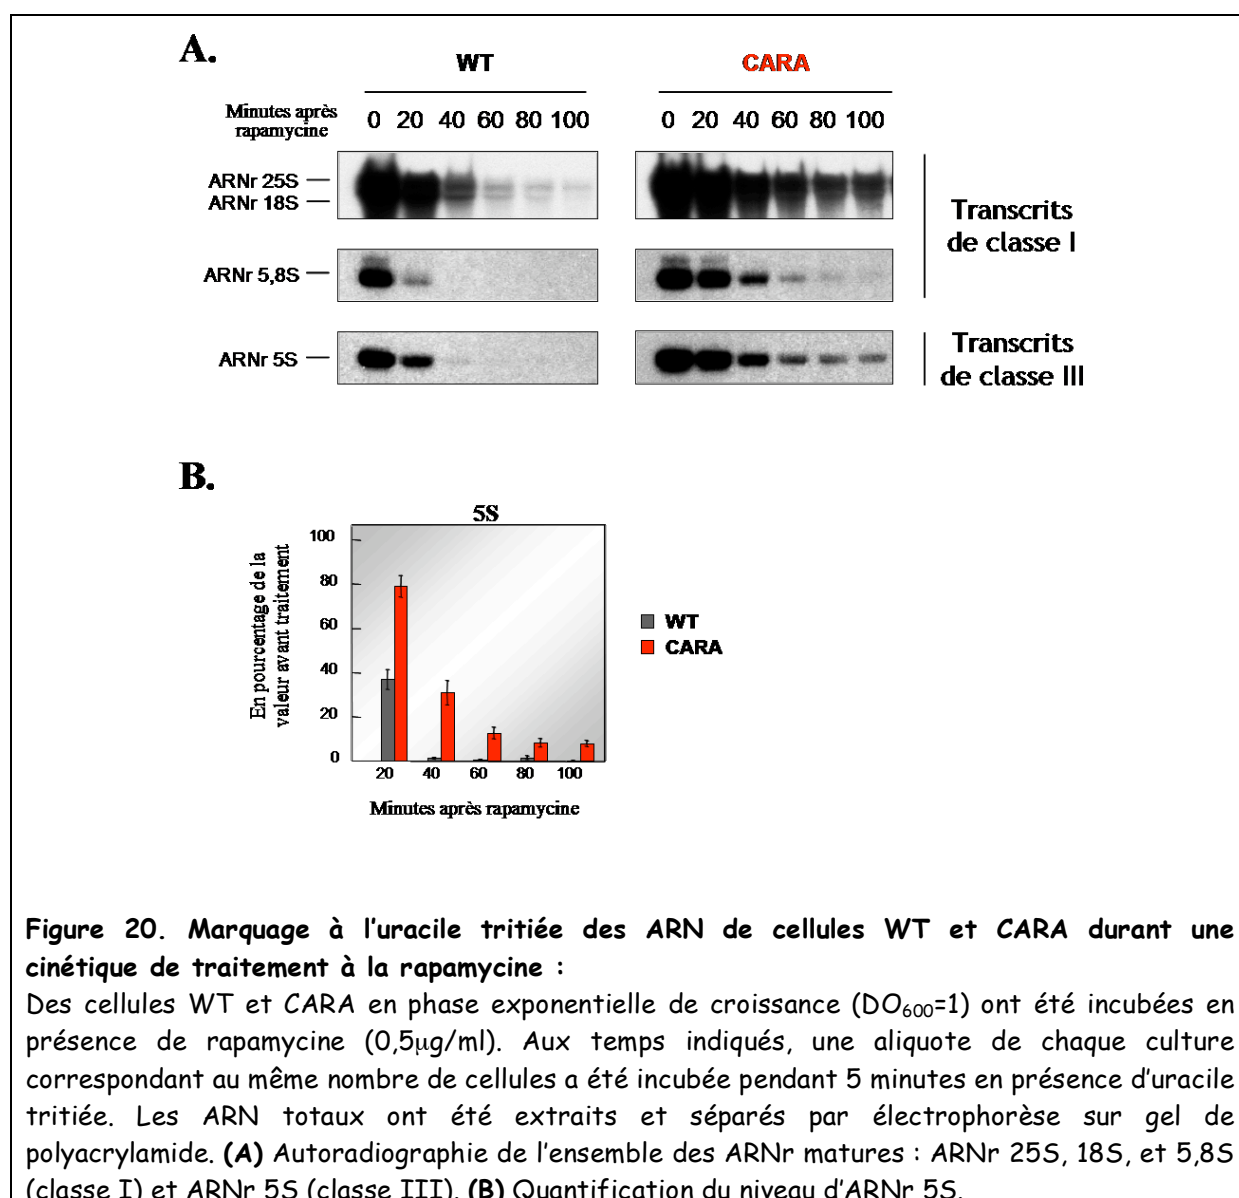 A.
WT
CARA
Minutes après
rapamycine
0 20 40 60 80 100
0 20 40 60 80 100
ARNr 25S
ARNr 18S
Transcrits
de classe I
ARNr 5,8S
ARNr 5S
Transcrits
de classe III
B.
5S
En pourcentage de la
valeur avant traitement
100
80
60
40
20
0
20 40 60 80 100
Minutes après rapamycine
WT
CARA
Figure 20. Marquage à l'uracile tritiée des ARN de cellules WT et CARA durant une
cinétique de traitement à la rapamycine :
Des cellules WT et CARA en phase exponentielle de croissance (DO600=1) ont été incubées en
présence de rapamycine (0,5μg/ml). Aux temps indiqués, une aliquote de chaque culture
correspondant au même nombre de cellules a été incubée pendant 5 minutes en présence d'uracile
tritiée. Les ARN totaux ont été extraits et séparés par électrophorèse sur gel de
polyacrylamide. (A) Autoradiographie de l'ensemble des ARNr matures : ARNr 25S, 18S, et 5,8S
(classe I) et ARNr 5S (classe III). (B) Quantification du niveau d'ARNr 5S.